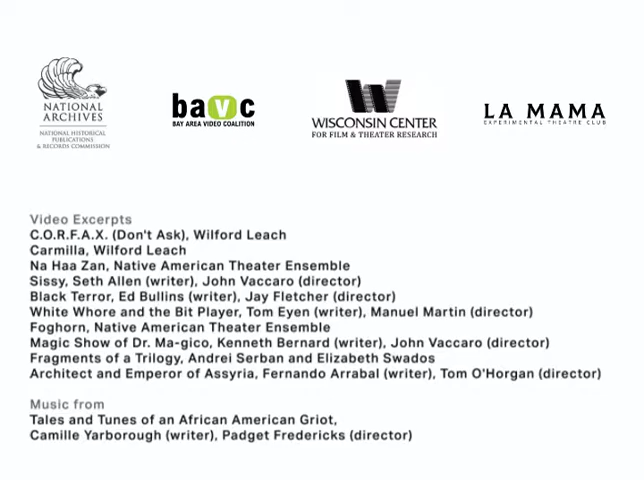 NATIONAL
ARCHIVES
NATIONAL HISTORICAL
PUBLICATIONS
& RECORDS COMMISSION
bavc
BAY AREA VIDEO COALITION
W
WISCONSIN CENTER
FOR FILM & THEATER RESEARCH
LA MAMA
EXPERIMENTAL THEATRE CLUB
Video Excerpts
C.O.R.F.A.X. (Don't Ask), Wilford Leach
Carmilla, Wilford Leach
Na Haa Zan, Native American Theater Ensemble
Sissy, Seth Allen (writer), John Vaccaro (director)
Black Terror, Ed Bullins (writer), Jay Fletcher (director)
White Whore and the Bit Player, Tom Eyen (writer), Manuel Martin (director)
Foghorn, Native American Theater Ensemble
Magic Show of Dr. Ma-gico, Kenneth Bernard (writer), John Vaccaro (director)
Fragments of a Trilogy, Andrei Serban and Elizabeth Swados
Architect and Emperor of Assyria, Fernando Arrabal (writer), Tom O'Horgan (director)
Music from
Tales and Tunes of an African American Griot,
Camille Yarborough (writer), Padget Fredericks (director)